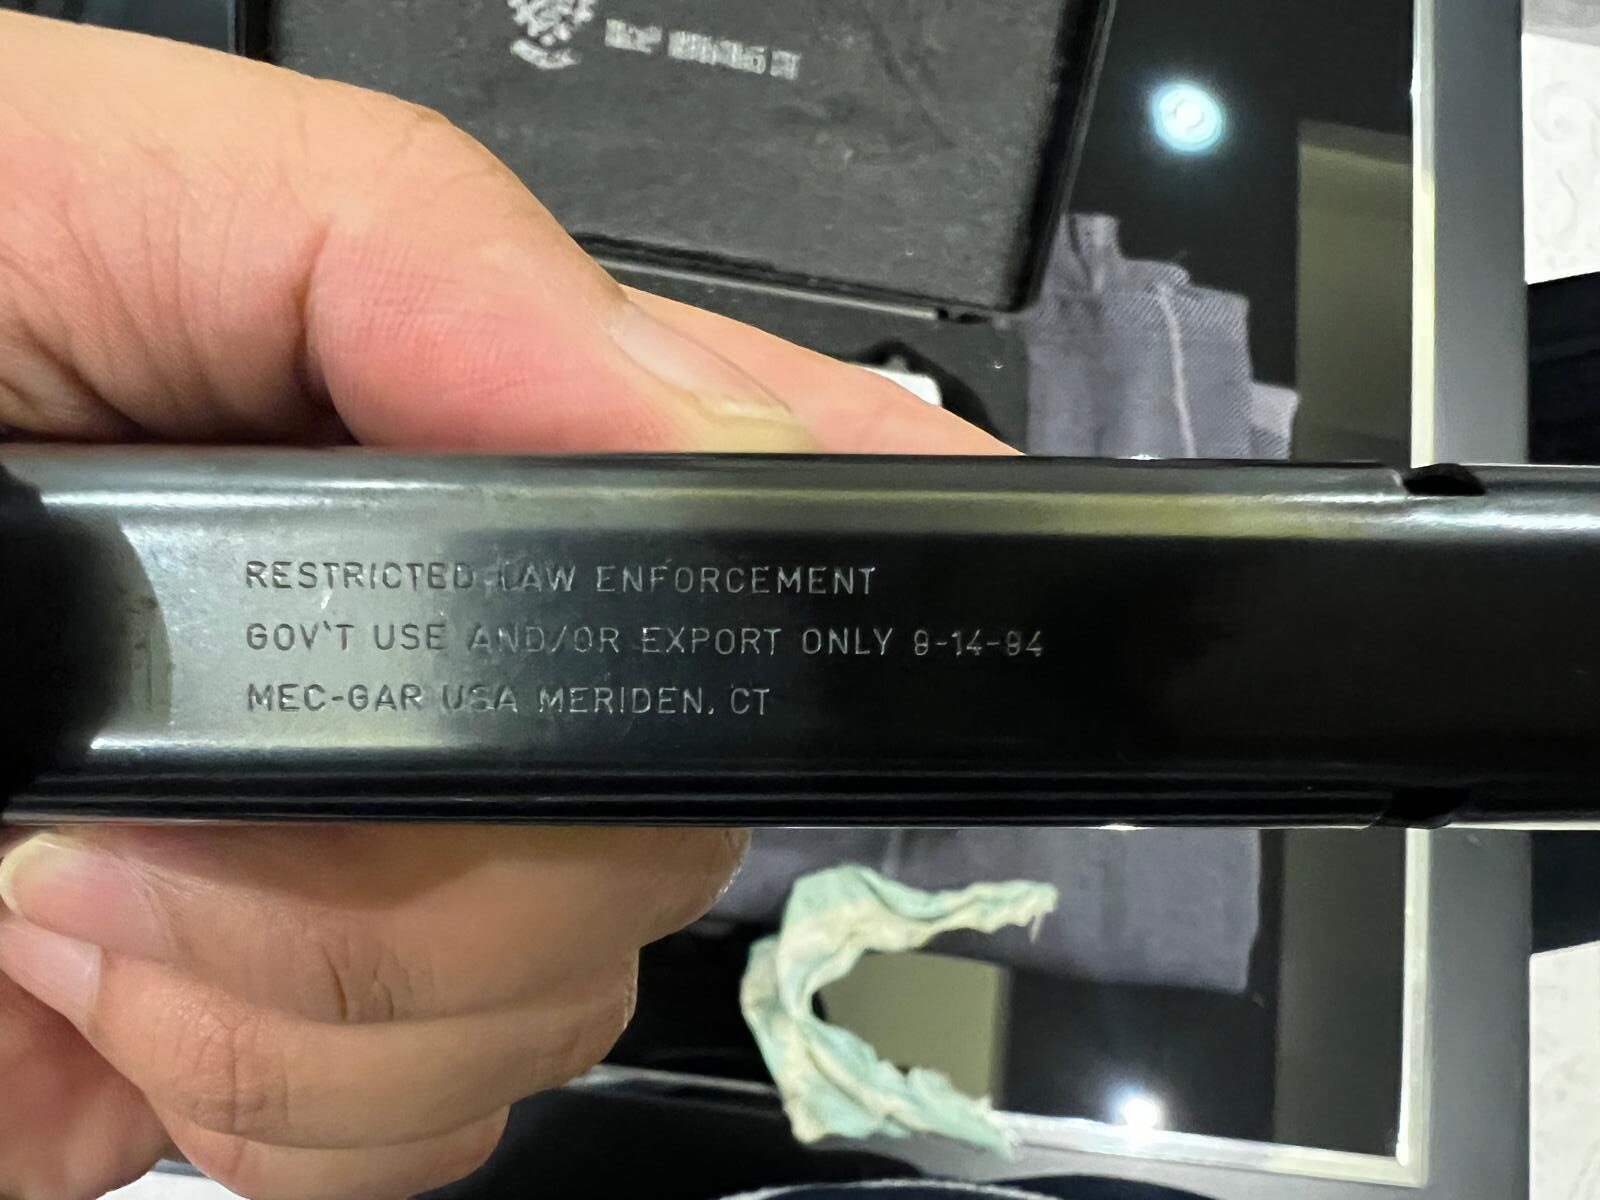 RESTRICTED LAW ENFORCEMENT
GOV'T USE AND/OR EXPORT ONLY 9-14-94
MEC-GAR USA MERIDEN, CT